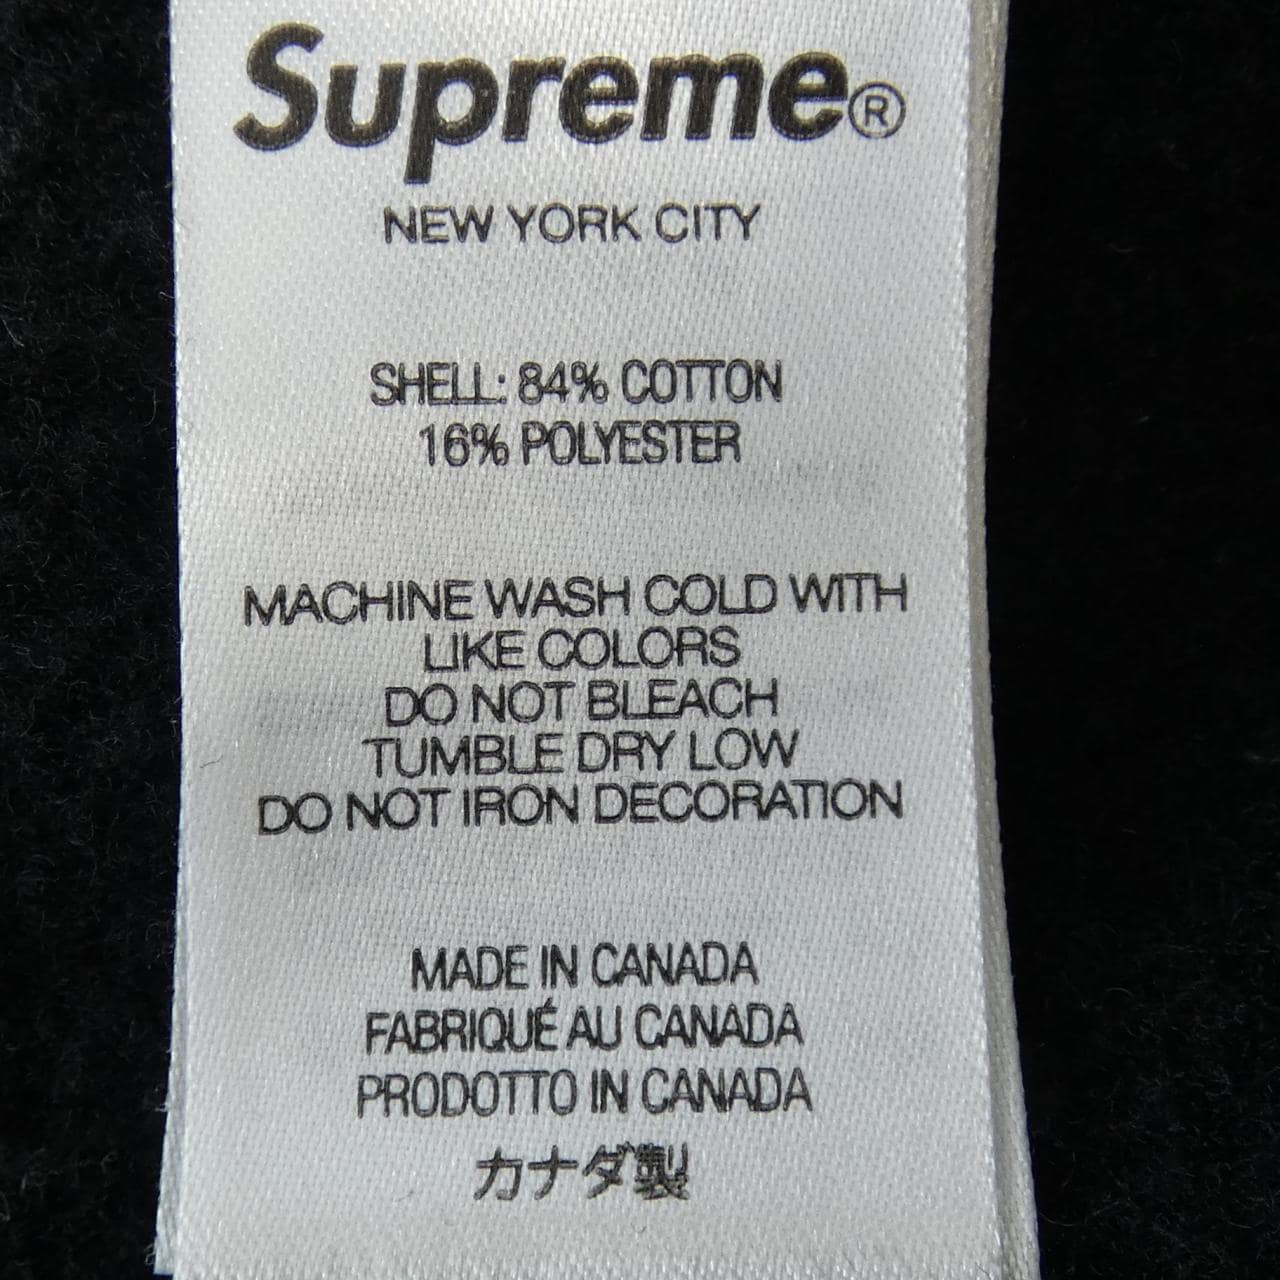 Supreme®
NEW YORK CITY
SHELL: 84% COTTON
16% POLYESTER
MACHINE WASH COLD WITH
LIKE COLORS
DO NOT BLEACH
TUMBLE DRY LOW
DO NOT IRON DECORATION
MADE IN CANADA
FABRIQUÉ AU CANADA
PRODOTTO IN CANADA
カナダ製